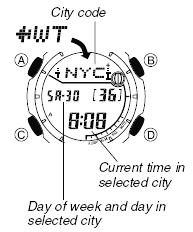 City code
WT
A
B
NYC
SA:30 [36]
8:08
C
D
Current time in
selected city
Day of week and day in
selected city